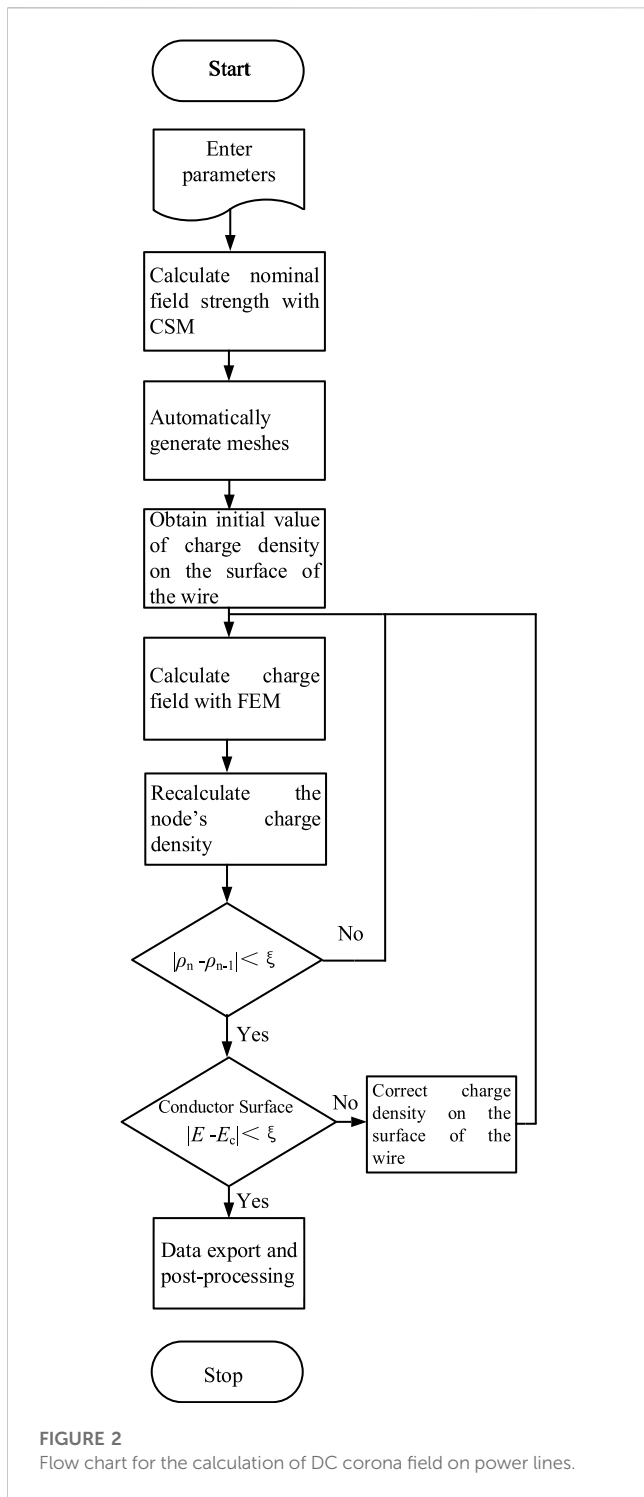 Start
Enter
parameters
Calculate nominal
field strength with
CSM
Automatically
generate meshes
Obtain initial value
of charge density
on the surface of
the wire
Calculate charge
field with FEM
Recalculate the
node's charge
density
No
|ρn -ρn-1|< ξ
Yes
Conductor Surface
|E -Ec|< ξ
No
Correct charge
density on the
surface of the
wire
Yes
Data export and
post-processing
Stop
FIGURE 2
Flow chart for the calculation of DC corona field on power lines.